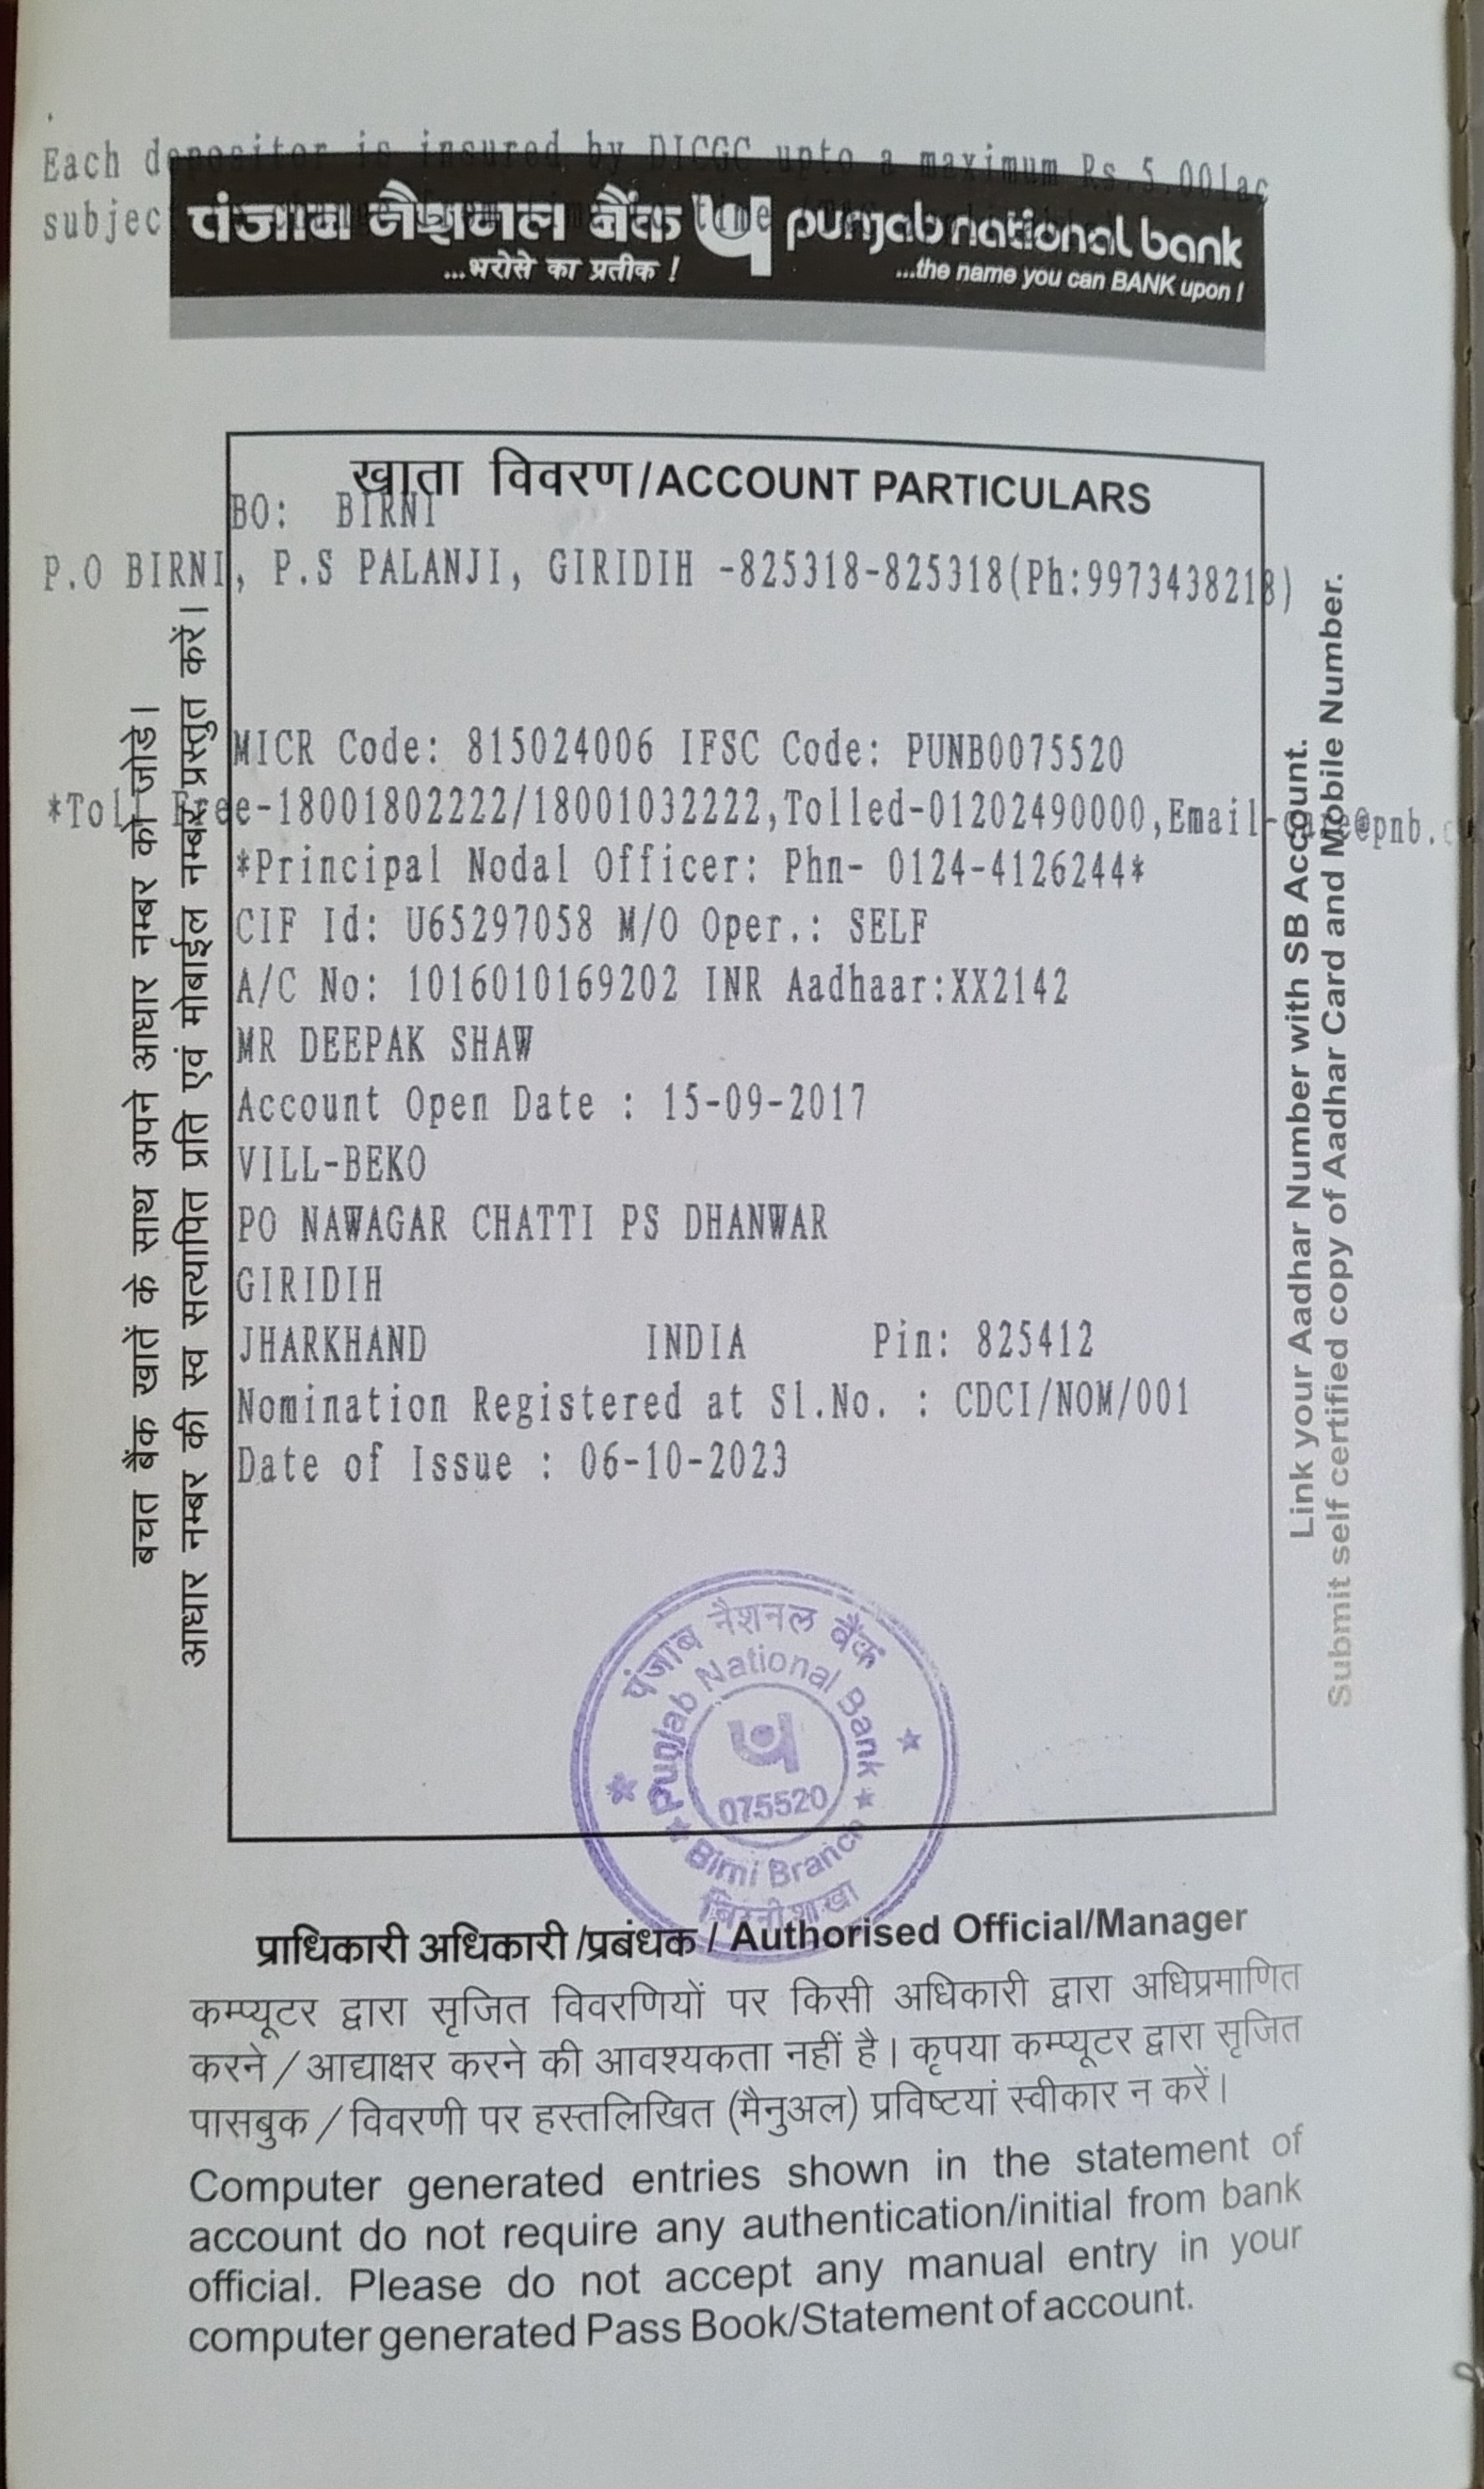 Each depositor is insured by DICGC upto a maximum Rs.5.00lac
subject time
पंजाब नैशनल बैंक punjab national bank
...भरोसे का प्रतीक ! ...the name you can BANK upon !
खाता विवरण/ACCOUNT PARTICULARS
BO: BIRNI
P.O BIRNI, P.S PALANJI, GIRIDIH -825318-825318(Ph:9973438218)
MICR Code: 815024006 IFSC Code: PUNB0075520
*Toll Free-18001802222/18001032222,Tolled-01202490000,Email-care@pnb.c
*Principal Nodal Officer: Phn- 0124-4126244*
CIF Id: U65297058 M/O Oper.: SELF
A/C No: 1016010169202 INR Aadhaar:XX2142
MR DEEPAK SHAW
Account Open Date : 15-09-2017
VILL-BEKO
PO NAWAGAR CHATTI PS DHANWAR
GIRIDIH
JHARKHAND INDIA Pin: 825412
Nomination Registered at Sl.No. : CDCI/NOM/001
Date of Issue : 06-10-2023
बचत बैंक खातें के साथ अपने आधार नम्बर को जोडे।
आधार नम्बर की स्व सत्यापित प्रति एवं मोबाईल नम्बर प्रस्तुत करें।
Link your Aadhar Number with SB Account.
Submit self certified copy of Aadhar Card and Mobile Number.
पंजाब नैशनल बैंक
Punjab National Bank
075520
Birni Branch
बिरनी शाखा
प्राधिकारी अधिकारी /प्रबंधक / Authorised Official/Manager
कम्प्यूटर द्वारा सृजित विवरणियों पर किसी अधिकारी द्वारा अधिप्रमाणित
करने / आद्याक्षर करने की आवश्यकता नहीं है। कृपया कम्प्यूटर द्वारा सृजित
पासबुक / विवरणी पर हस्तलिखित (मैनुअल) प्रविष्टयां स्वीकार न करें।
Computer generated entries shown in the statement of
account do not require any authentication/initial from bank
official. Please do not accept any manual entry in your
computer generated Pass Book/Statement of account.